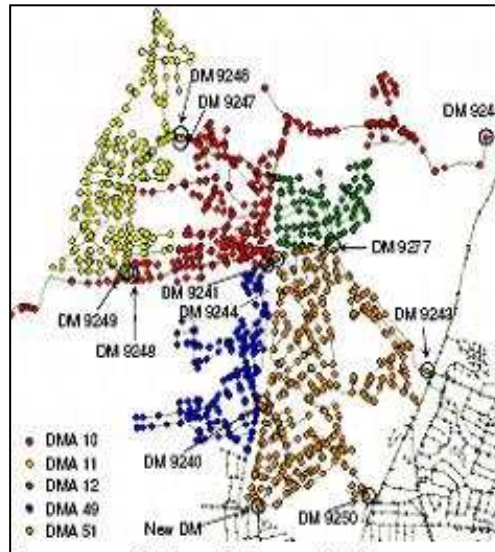 DM 9246
DM 9247
DM 924
DM 9277
DM 9241
DM 9244
DM 9249
DM 9248
DM 9243
DMA 10
DMA 11
DMA 12
DMA 49
DMA 51
DM 9240
New DM
DM 9250